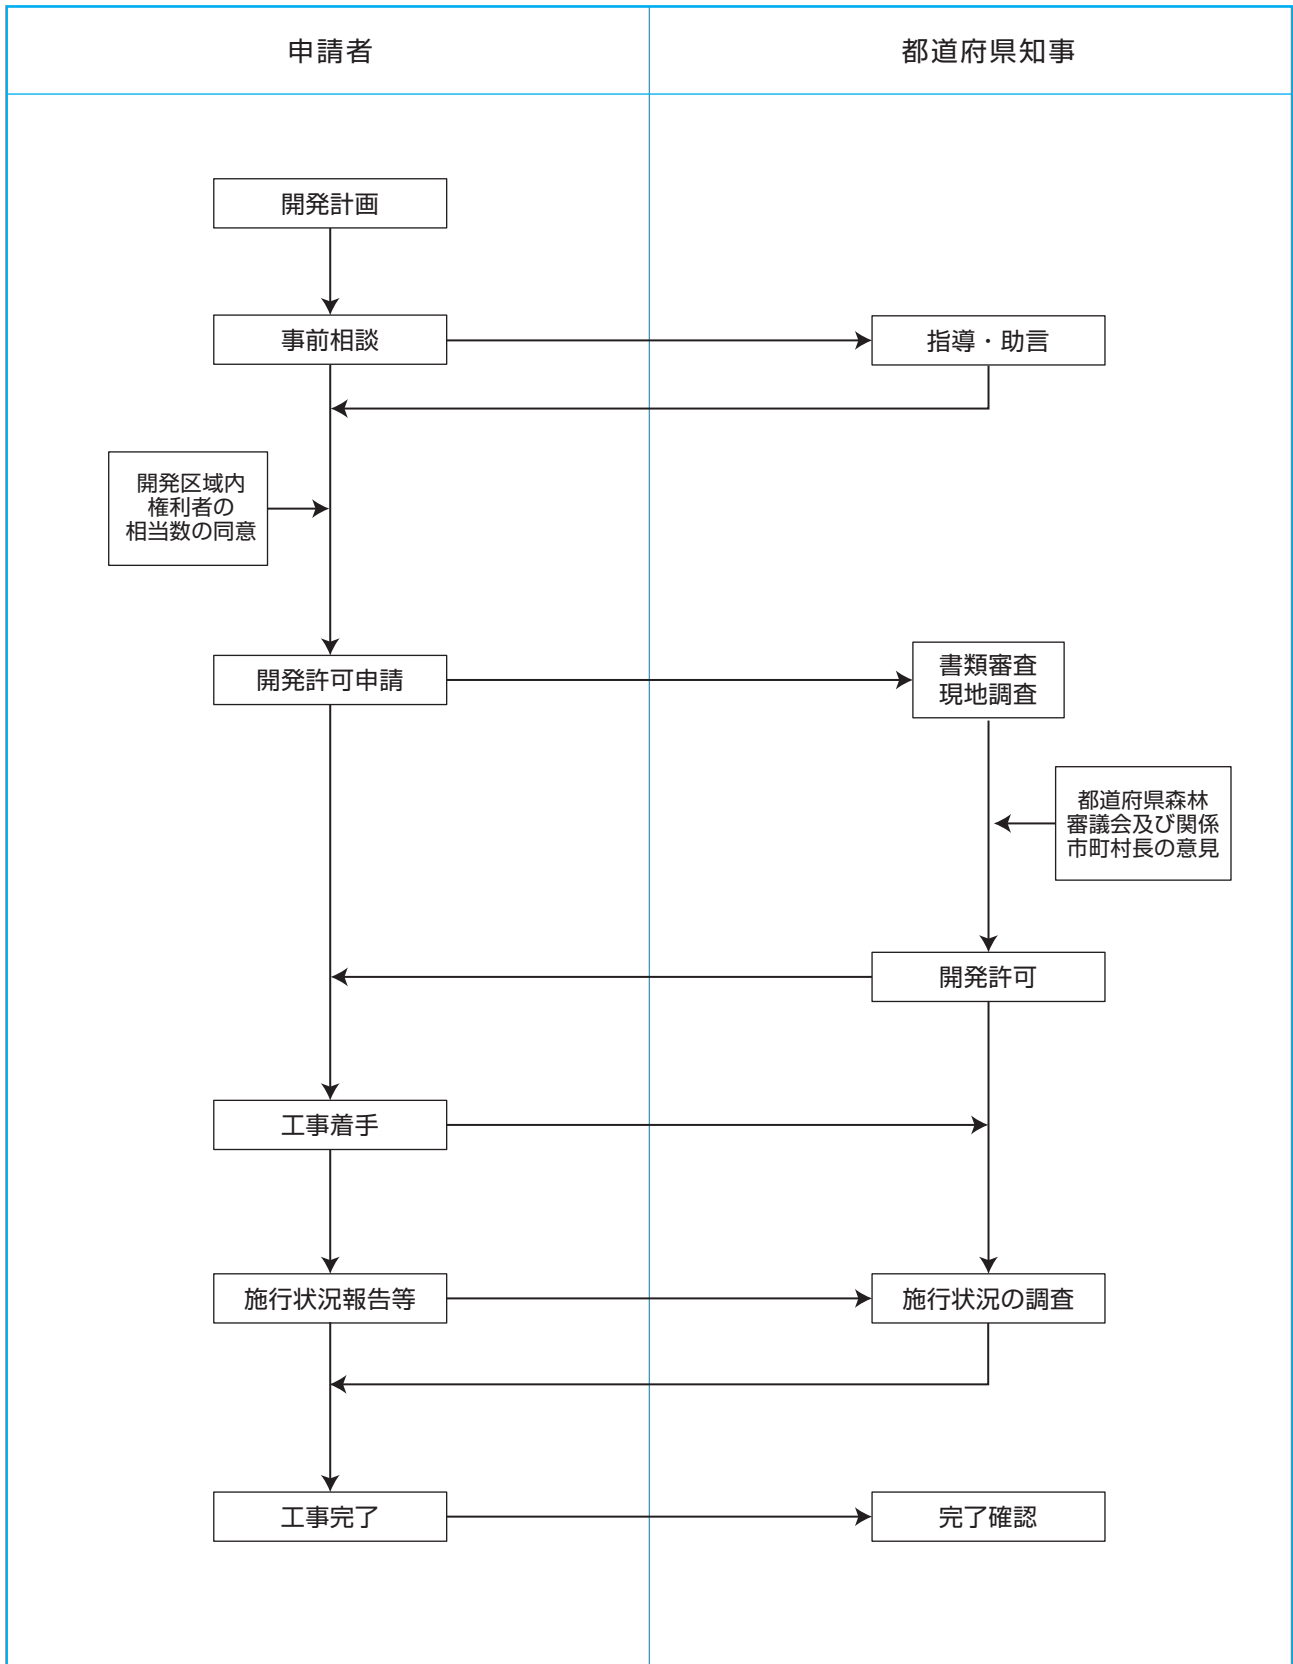 申請者
都道府県知事
開発計画
事前相談
指導・助言
開発区域内
権利者の
相当数の同意
開発許可申請
書類審査
現地調査
都道府県森林
審議会及び関係
市町村長の意見
開発許可
工事着手
施行状況報告等
施行状況の調査
工事完了
完了確認